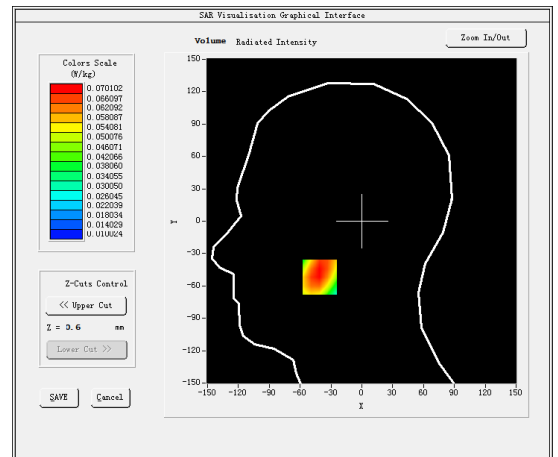 SAR Visualisation Graphical Interface
Volume Radiated Intensity
Zoom In/Out
Colors Scale
(W/kg)
0.070102
0.066097
0.062092
0.058087
0.054081
0.050076
0.046071
0.042066
0.038060
0.034055
0.030050
0.026045
0.022039
0.018034
0.014029
0.010024
Z-Cuts Control
<< Upper Cut
Z = 0.6 mm
Lower Cut >>
SAVE Cancel
150
120
90
60
30
0
-30
-60
-90
-120
-150
Y
-150 -120 -90 -60 -30 0 30 60 90 120 150
X